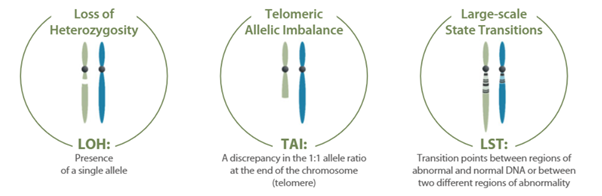 Loss of
Heterozygosity
LOH:
Presence
of a single allele
Telomeric
Allelic Imbalance
TAI:
A discrepancy in the 1:1 allele ratio
at the end of the chromosome
(telomere)
Large-scale
State Transitions
LST:
Transition points between regions of
abnormal and normal DNA or between
two different regions of abnormality